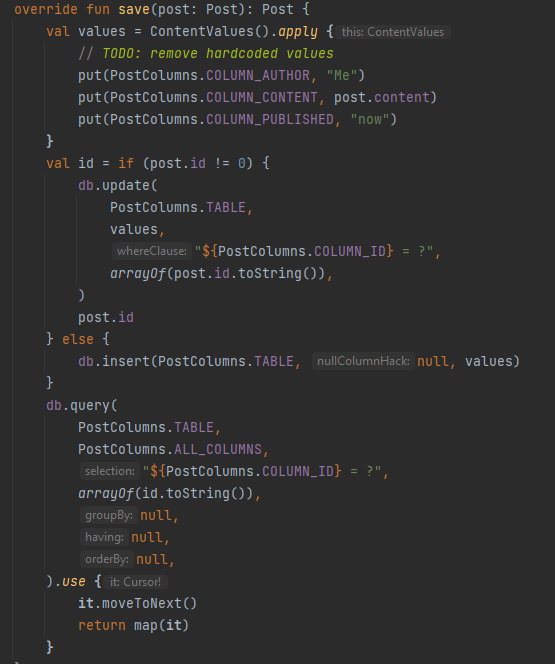 override fun save(post: Post): Post {
val values = ContentValues().apply { this: ContentValues
// TODO: remove hardcoded values
put(PostColumns.COLUMN_AUTHOR, "Me")
put(PostColumns.COLUMN_CONTENT, post.content)
put(PostColumns.COLUMN_PUBLISHED, "now")
}
val id = if (post.id != 0) {
db.update(
PostColumns.TABLE,
values,
whereClause: "${PostColumns.COLUMN_ID} = ?",
arrayOf(post.id.toString()),
)
post.id
} else {
db.insert(PostColumns.TABLE, nullColumnHack: null, values)
}
db.query(
PostColumns.TABLE,
PostColumns.ALL_COLUMNS,
selection: "${PostColumns.COLUMN_ID} = ?",
arrayOf(id.toString()),
groupBy: null,
having: null,
orderBy: null,
).use { it: Cursor!
it.moveToNext()
return map(it)
}